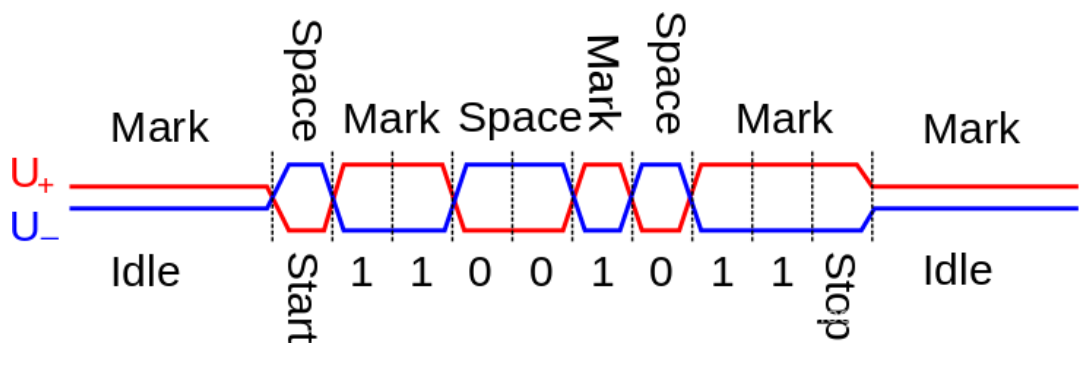 Space
Mark
Space
Mark
Mark
Space
Mark
Mark
U+
U−
Idle
Start
1 1 0 0 1 0 1 1
Stop
Idle